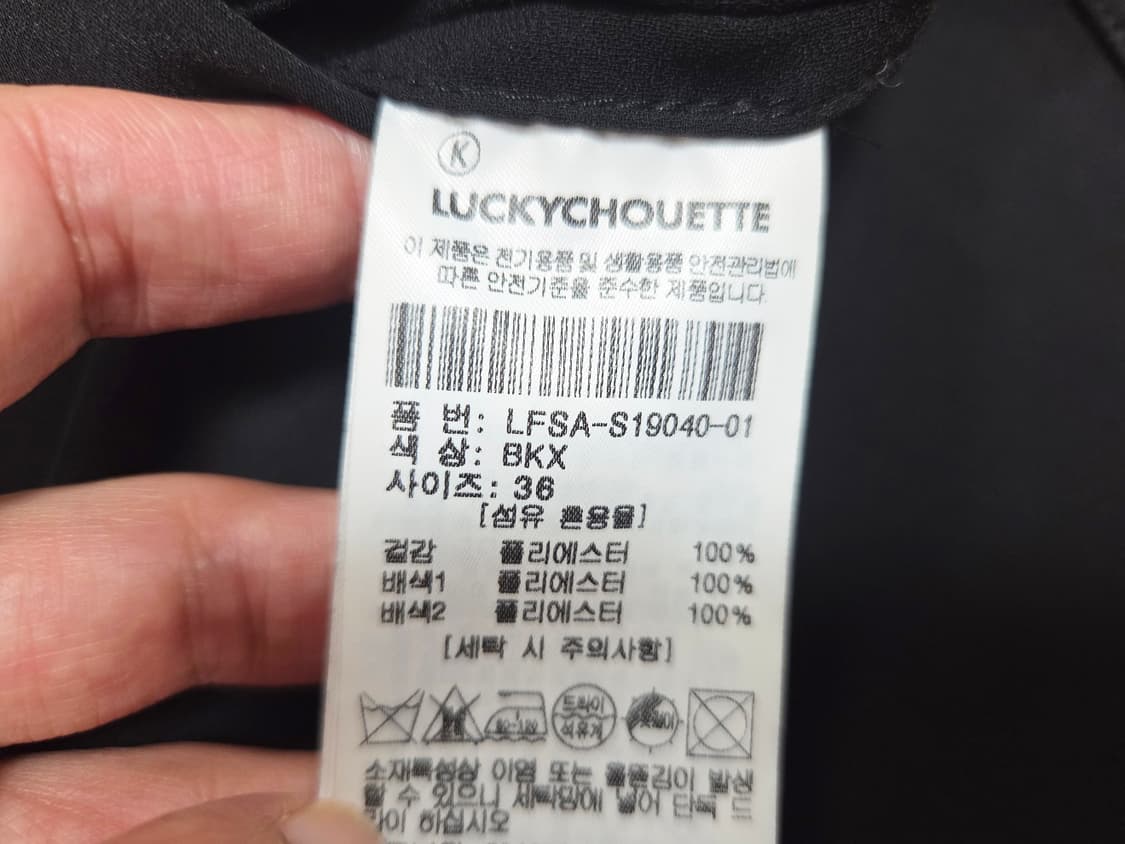 K
LUCKYCHOUETTE
이 제품은 전기용품 및 생활용품 안전관리법에
따른 안전기준을 준수한 제품입니다.
품 번: LFSA-S19040-01
색 상: BKX
사이즈: 36
[섬유 혼용율]
겉감 폴리에스터 100%
배색1 폴리에스터 100%
배색2 폴리에스터 100%
[세탁 시 주의사항]
80-120 드라이
석유계
소재특성상 이염 또는 올뜯김이 발생
할 수 있으니 세탁망에 넣어 단독 드
라이 하십시오